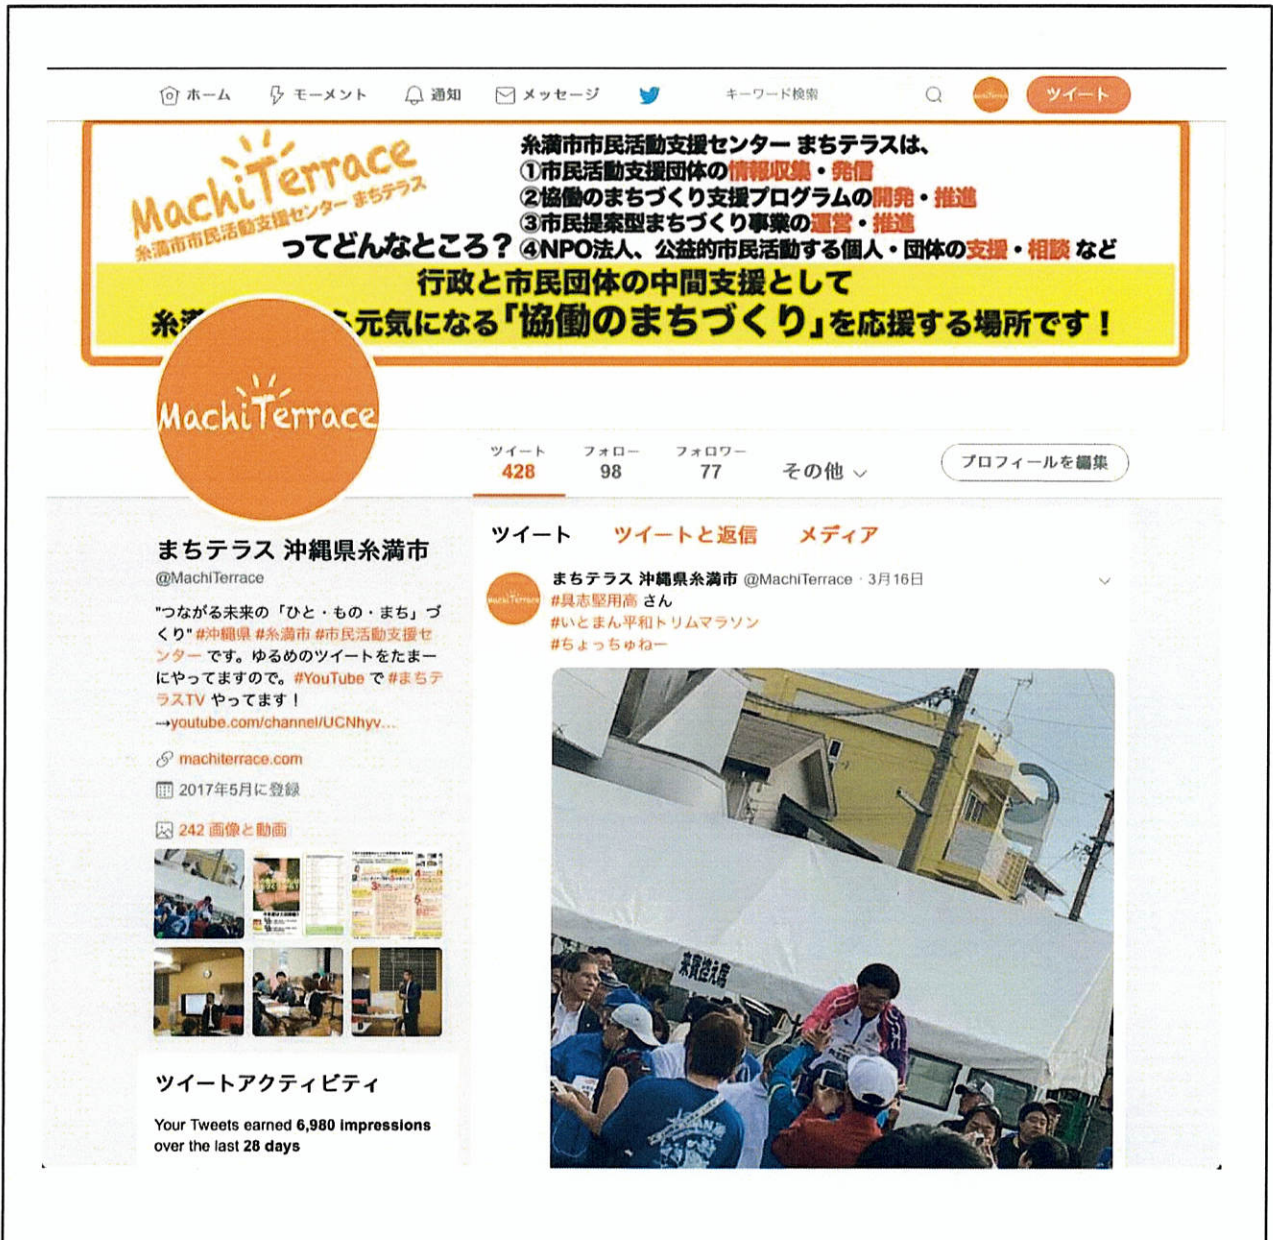 ホーム
モーメント
通知
メッセージ
キーワード検索
ツイート
MachiTerrace
糸満市市民活動支援センター まちテラス
ってどんなところ？
糸満市市民活動支援センター まちテラスは、
①市民活動支援団体の情報収集・発信
②協働のまちづくり支援プログラムの開発・推進
③市民提案型まちづくり事業の運営・推進
④NPO法人、公益的市民活動する個人・団体の支援・相談 など
行政と市民団体の中間支援として
糸 元気になる「協働のまちづくり」を応援する場所です！
MachiTerrace
ツイート
428
フォロー
98
フォロワー
77
その他
プロフィールを編集
まちテラス 沖縄県糸満市
@MachiTerrace
"つながる未来の「ひと・もの・まち」づ
くり" #沖縄県 #糸満市 #市民活動支援セ
ンター です。ゆるめのツイートをたまー
にやってますので。#YouTube で #まちテ
ラスTV やってます！
→youtube.com/channel/UCNhyv...
machiterrace.com
2017年5月に登録
242 画像と動画
ツイートアクティビティ
Your Tweets earned 6,980 impressions
over the last 28 days
ツイート ツイートと返信 メディア
まちテラス 沖縄県糸満市 @MachiTerrace · 3月16日
#具志堅用高 さん
#いとまん平和トリムマラソン
#ちょっちゅねー
来賓控え席